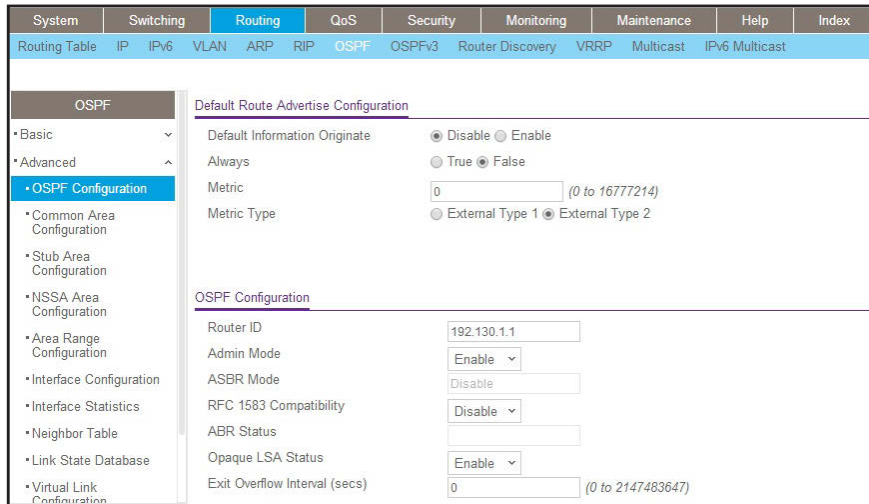 System Switching Routing QoS Security Monitoring Maintenance Help Index
Routing Table IP IPv6 VLAN ARP RIP OSPF OSPFv3 Router Discovery VRRP Multicast IPv6 Multicast
OSPF
Basic
Advanced
OSPF Configuration
Common Area
Configuration
Stub Area
Configuration
NSSA Area
Configuration
Area Range
Configuration
Interface Configuration
Interface Statistics
Neighbor Table
Link State Database
Virtual Link
Configuration
Default Route Advertise Configuration
Default Information Originate Disable Enable
Always True False
Metric 0 (0 to 16777214)
Metric Type External Type 1 External Type 2
OSPF Configuration
Router ID 192.130.1.1
Admin Mode Enable
ASBR Mode Disable
RFC 1583 Compatibility Disable
ABR Status
Opaque LSA Status Enable
Exit Overflow Interval (secs) 0 (0 to 2147483647)